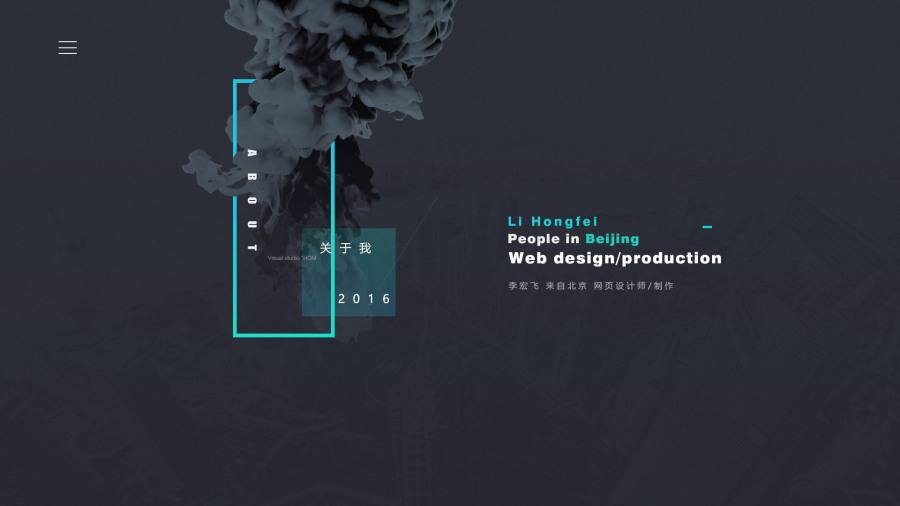 ABOUT
关于我
Visual studio "HOM
2016
Li Hongfei
People in Beijing
Web design/production
李宏飞 来自北京 网页设计师/制作